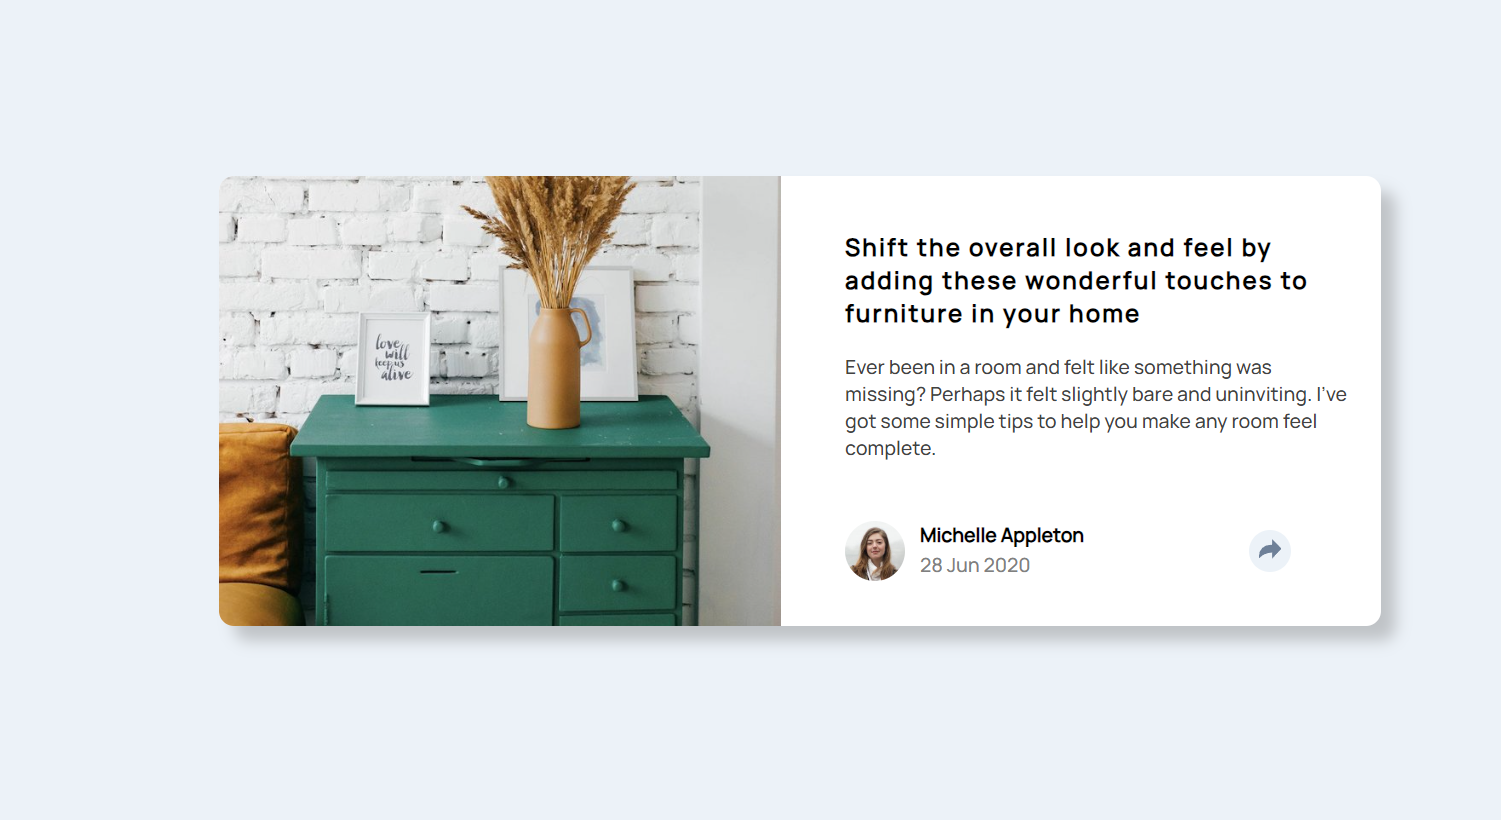 love
will
keep us
alive
Shift the overall look and feel by
adding these wonderful touches to
furniture in your home
Ever been in a room and felt like something was
missing? Perhaps it felt slightly bare and uninviting. I’ve
got some simple tips to help you make any room feel
complete.
Michelle Appleton
28 Jun 2020